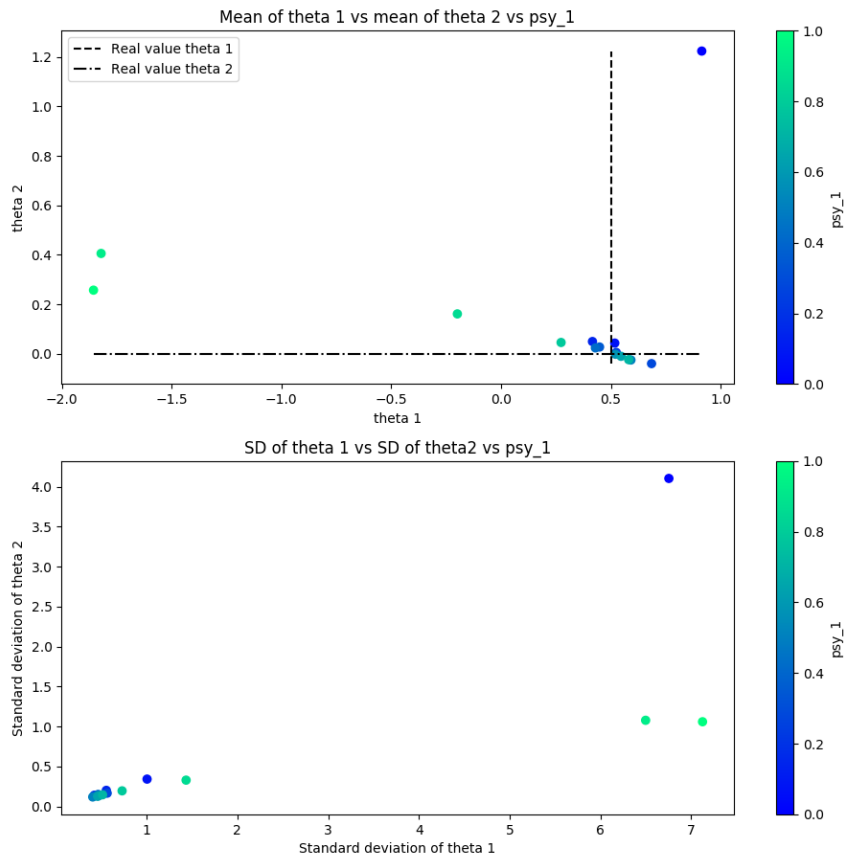 Mean of theta 1 vs mean of theta 2 vs psy_1
Real value theta 1
Real value theta 2
theta 2
1.2
1.0
0.8
0.6
0.4
0.2
0.0
−2.0 −1.5 −1.0 −0.5 0.0 0.5 1.0
theta 1
1.0
0.8
0.6
0.4
0.2
0.0
psy_1
SD of theta 1 vs SD of theta2 vs psy_1
Standard deviation of theta 2
4.0
3.5
3.0
2.5
2.0
1.5
1.0
0.5
0.0
1 2 3 4 5 6 7
Standard deviation of theta 1
1.0
0.8
0.6
0.4
0.2
0.0
psy_1